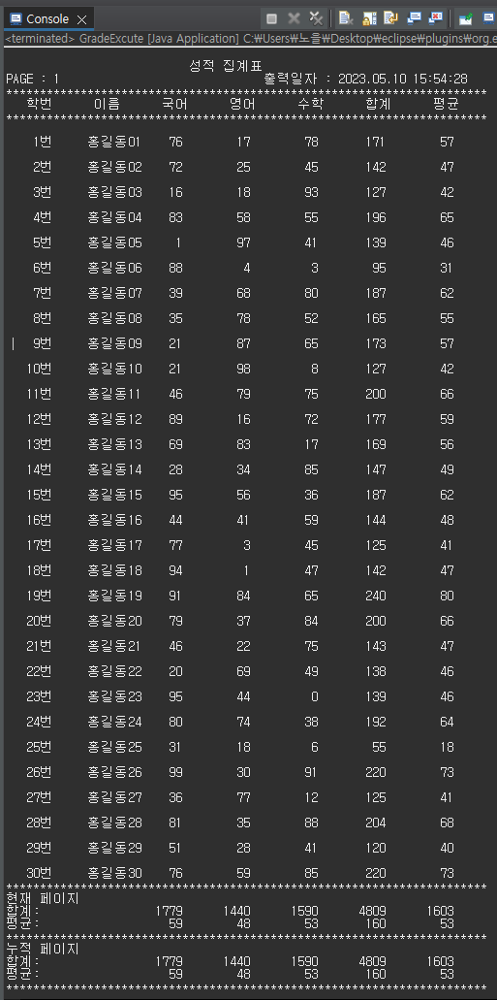 Console
<terminated> GradeExcute [Java Application] C:₩Users₩노을₩Desktop₩eclipse₩plugins₩org.e
성적 집계표
PAGE : 1 출력일자 : 2023.05.10 15:54:28
***********************************************************************
학번 이름 국어 영어 수학 합계 평균
***********************************************************************
1번 홍길동01 76 17 78 171 57
2번 홍길동02 72 25 45 142 47
3번 홍길동03 16 18 93 127 42
4번 홍길동04 83 58 55 196 65
5번 홍길동05 1 97 41 139 46
6번 홍길동06 88 4 3 95 31
7번 홍길동07 39 68 80 187 62
8번 홍길동08 35 78 52 165 55
9번 홍길동09 21 87 65 173 57
10번 홍길동10 21 98 8 127 42
11번 홍길동11 46 79 75 200 66
12번 홍길동12 89 16 72 177 59
13번 홍길동13 69 83 17 169 56
14번 홍길동14 28 34 85 147 49
15번 홍길동15 95 56 36 187 62
16번 홍길동16 44 41 59 144 48
17번 홍길동17 77 3 45 125 41
18번 홍길동18 94 1 47 142 47
19번 홍길동19 91 84 65 240 80
20번 홍길동20 79 37 84 200 66
21번 홍길동21 46 22 75 143 47
22번 홍길동22 20 69 49 138 46
23번 홍길동23 95 44 0 139 46
24번 홍길동24 80 74 38 192 64
25번 홍길동25 31 18 6 55 18
26번 홍길동26 99 30 91 220 73
27번 홍길동27 36 77 12 125 41
28번 홍길동28 81 35 88 204 68
29번 홍길동29 51 28 41 120 40
30번 홍길동30 76 59 85 220 73
***********************************************************************
현재 페이지
합계: 1779 1440 1590 4809 1603
평균: 59 48 53 160 53
***********************************************************************
누적 페이지
합계: 1779 1440 1590 4809 1603
평균: 59 48 53 160 53
***********************************************************************